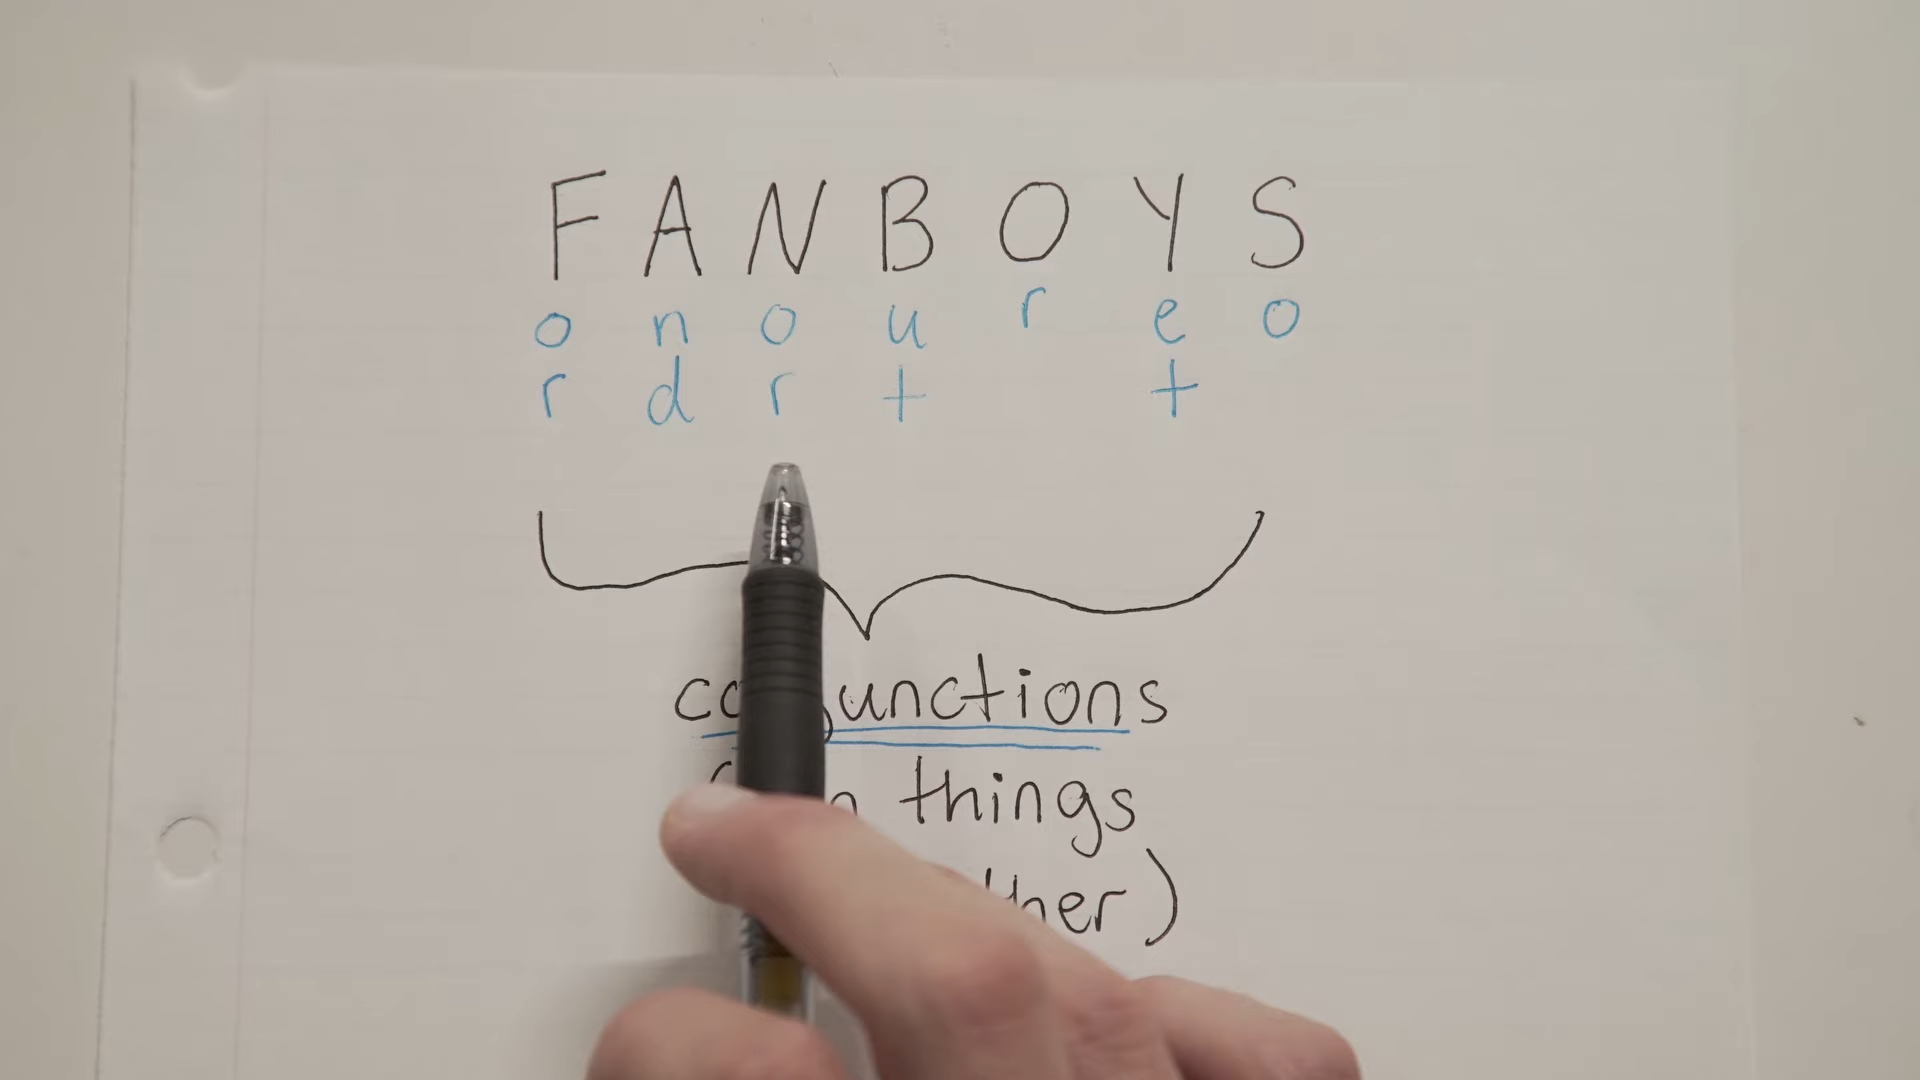 F A N B O Y S
o n o u r e o
r d r t t
things